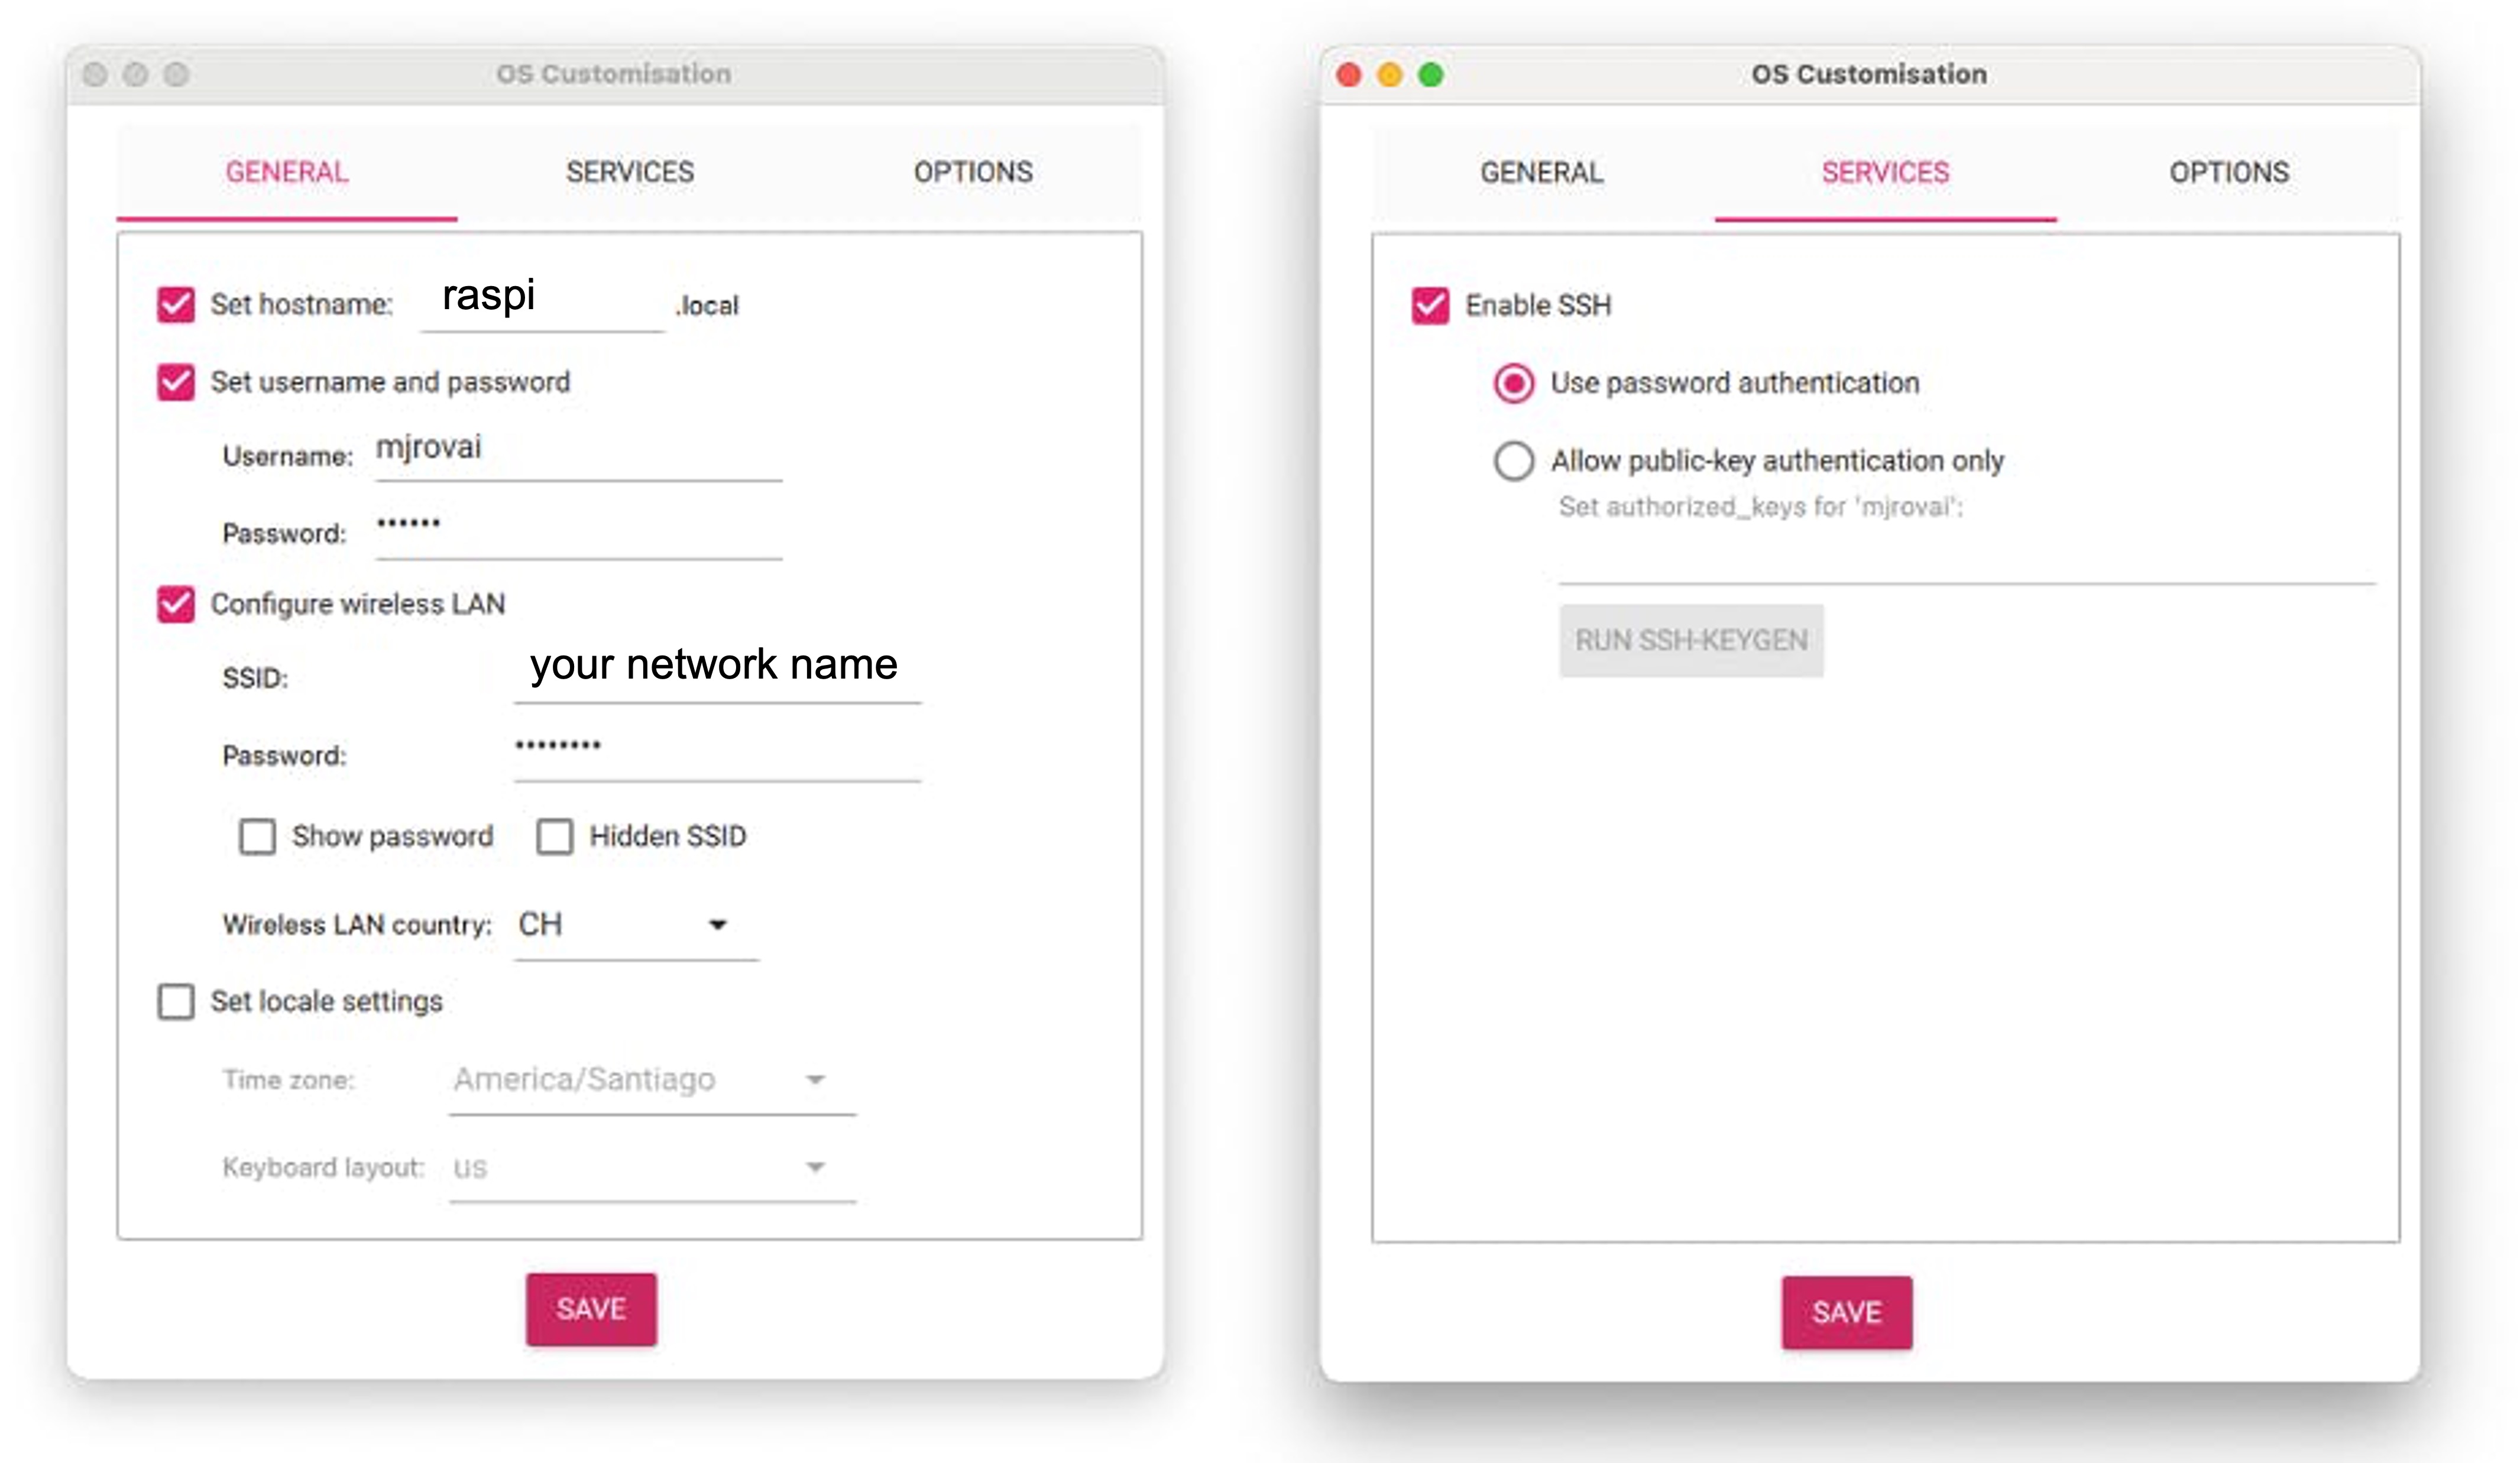 OS Customisation
GENERAL SERVICES OPTIONS
Set hostname: raspi .local
Set username and password
Username: mjrovai
Password: ••••••
Configure wireless LAN
SSID: your network name
Password: ••••••••
Show password Hidden SSID
Wireless LAN country: CH
Set locale settings
Time zone: America/Santiago
Keyboard layout: us
SAVE
OS Customisation
GENERAL SERVICES OPTIONS
Enable SSH
Use password authentication
Allow public-key authentication only
Set authorized_keys for 'mjrovai':
RUN SSH-KEYGEN
SAVE